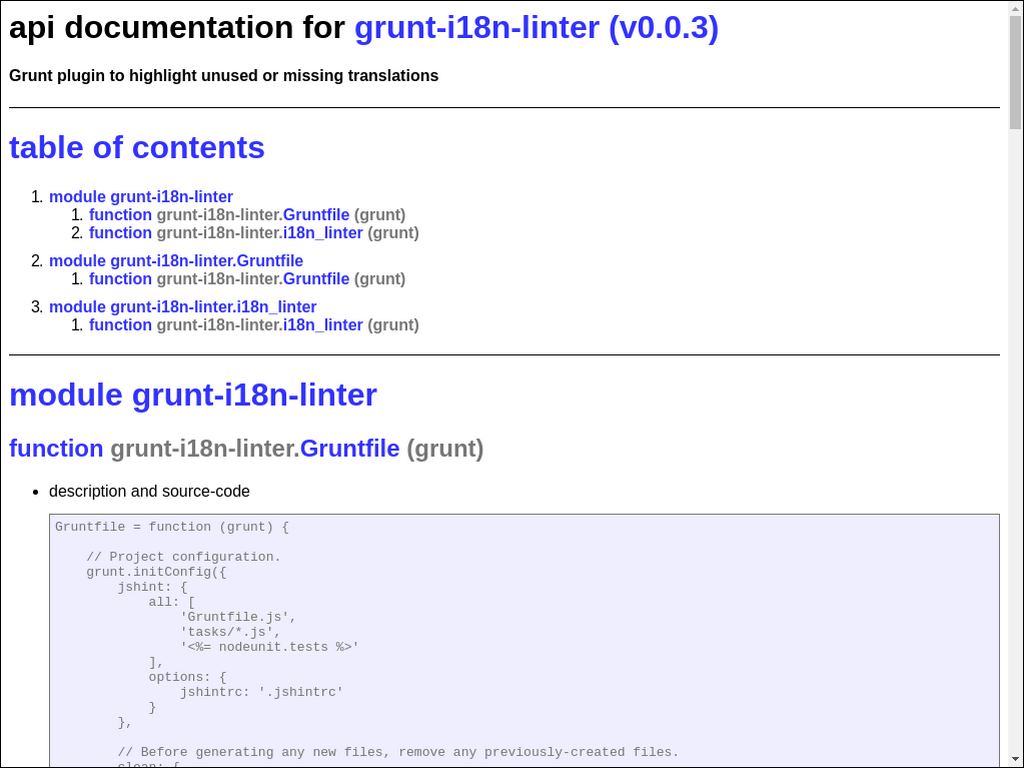 api documentation for grunt-i18n-linter (v0.0.3)
Grunt plugin to highlight unused or missing translations
table of contents
1. module grunt-i18n-linter
1. function grunt-i18n-linter.Gruntfile (grunt)
2. function grunt-i18n-linter.i18n_linter (grunt)
2. module grunt-i18n-linter.Gruntfile
1. function grunt-i18n-linter.Gruntfile (grunt)
3. module grunt-i18n-linter.i18n_linter
1. function grunt-i18n-linter.i18n_linter (grunt)
module grunt-i18n-linter
function grunt-i18n-linter.Gruntfile (grunt)
• description and source-code
Gruntfile = function (grunt) {
    // Project configuration.
    grunt.initConfig({
        jshint: {
            all: [
                'Gruntfile.js',
                'tasks/*.js',
                '<%= nodeunit.tests %>'
            ],
            options: {
                jshintrc: '.jshintrc'
            }
        },
        // Before generating any new files, remove any previously-created files.
        clean: {